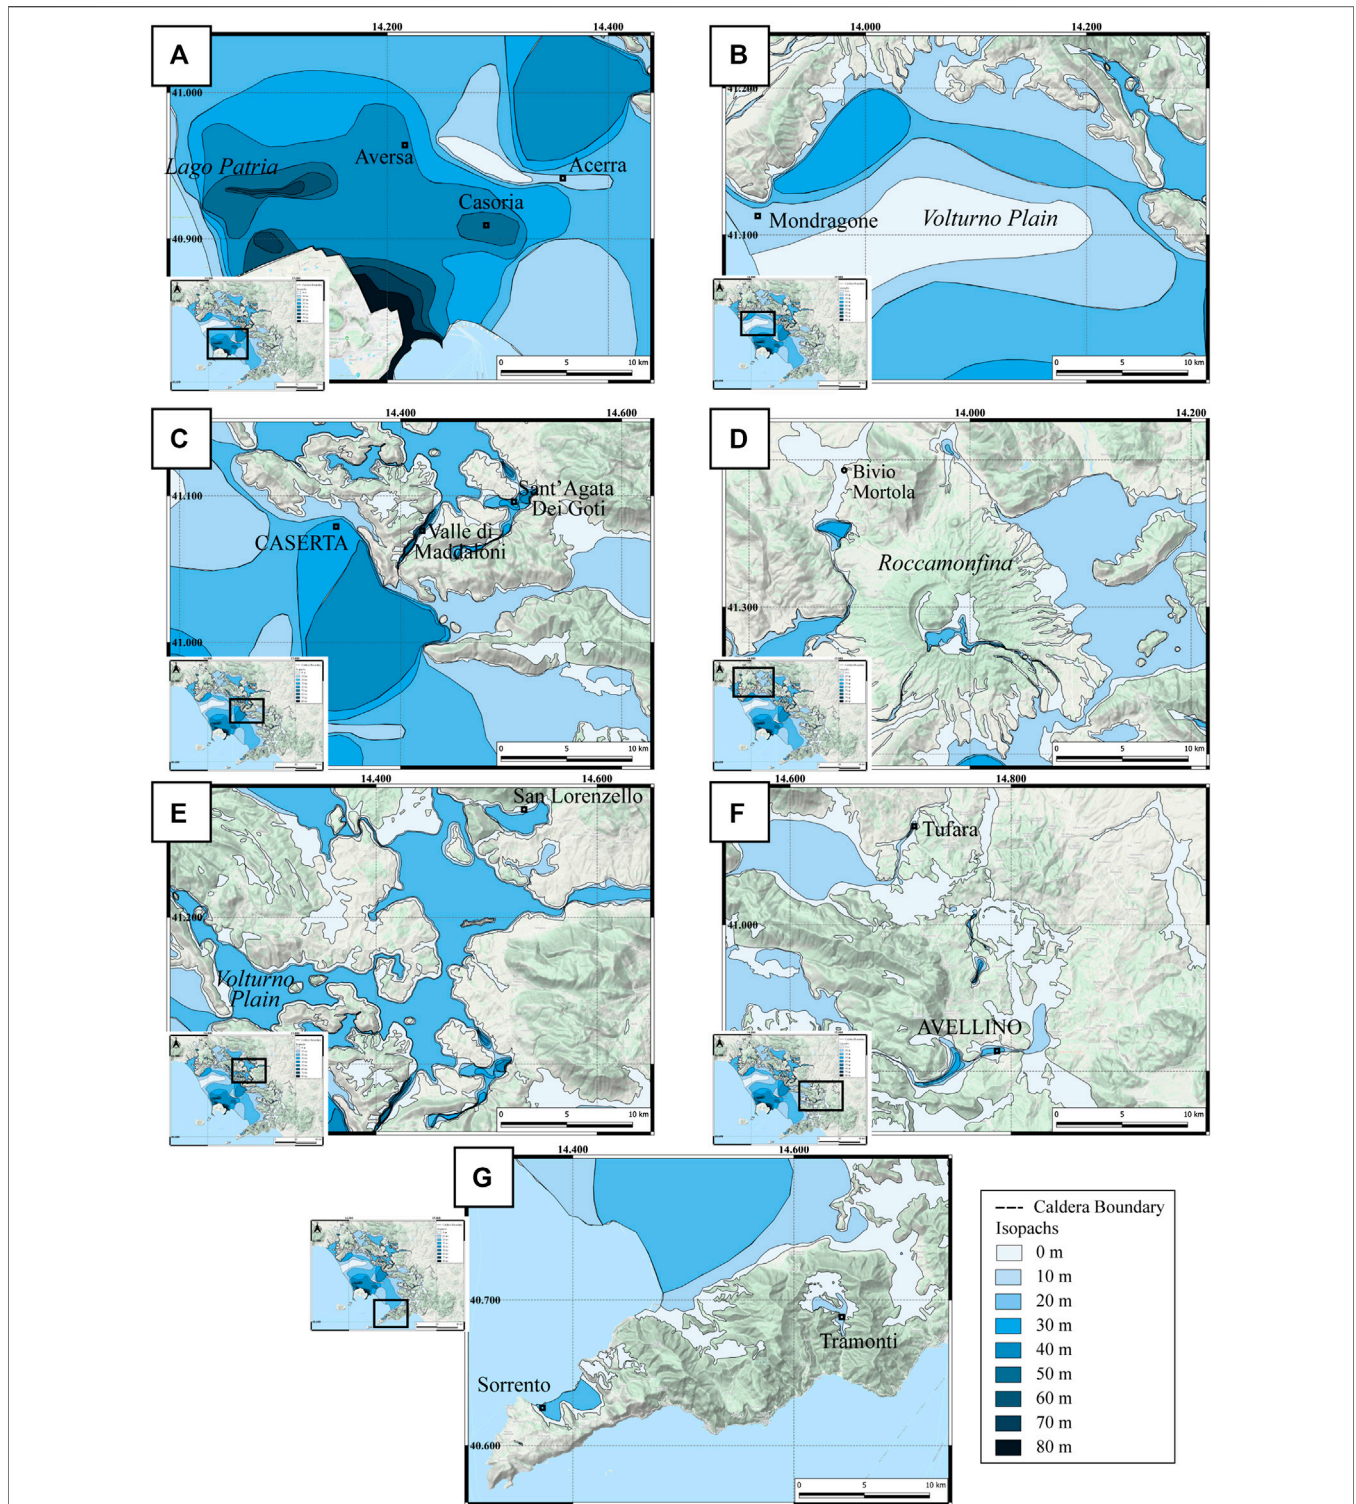 A
14.200
14.400
41.000
40.900
Lago Patria
Aversa
Acerra
Casoria
0 5 10 km
B
14.000
14.200
41.200
41.100
Mondragone
Volturno Plain
0 5 10 km
C
14.400
14.600
41.100
41.000
Sant'Agata
Dei Goti
CASERTA
Valle di
Maddaloni
0 5 10 km
D
14.000
14.200
41.300
Bivio
Mortola
Roccamonfina
0 5 10 km
E
14.400
14.600
41.200
San Lorenzello
Volturno
Plain
0 5 10 km
F
14.600
14.800
41.000
Tufara
AVELLINO
0 5 10 km
G
14.400
14.600
40.700
40.600
Tramonti
Sorrento
0 5 10 km
Caldera Boundary
Isopachs
0 m
10 m
20 m
30 m
40 m
50 m
60 m
70 m
80 m